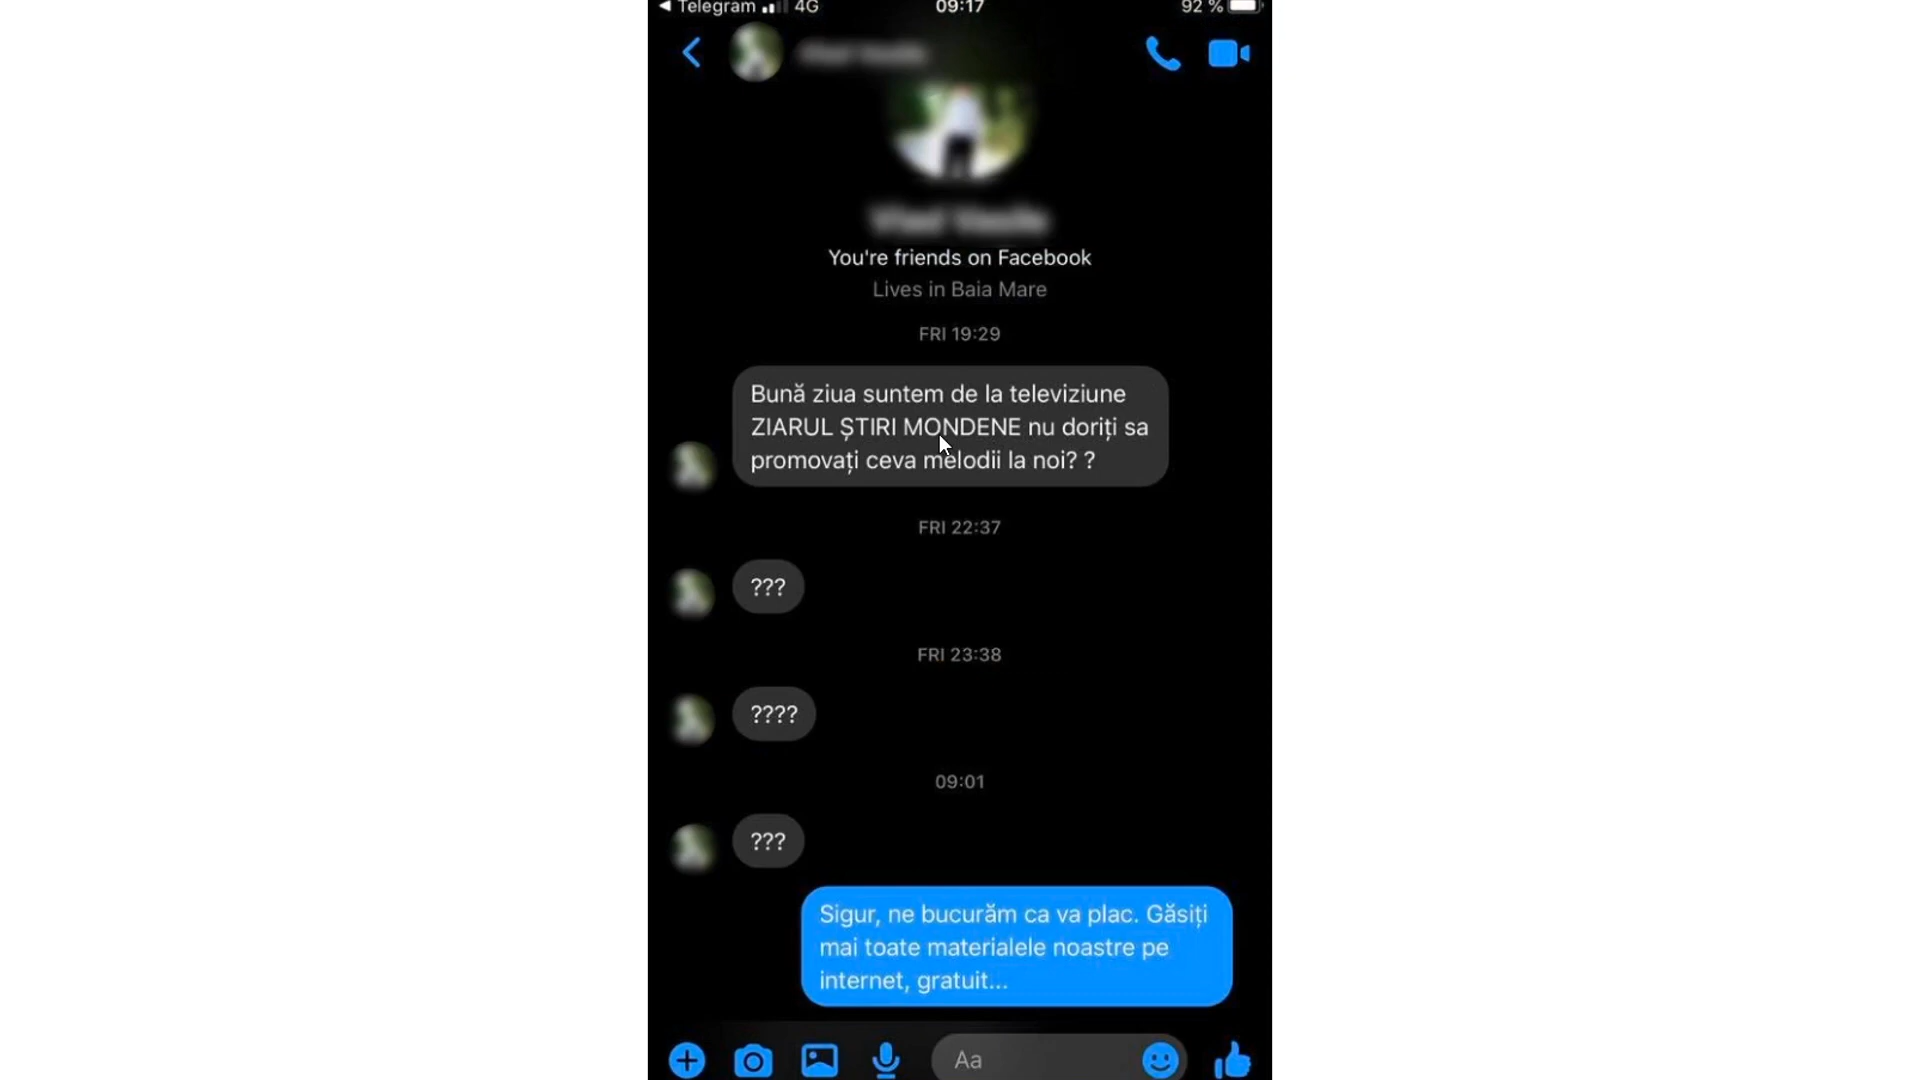 Telegram 4G 09:17 92 %
You're friends on Facebook
Lives in Baia Mare
FRI 19:29
Bună ziua suntem de la televiziune
ZIARUL ȘTIRI MONDENE nu doriți sa
promovați ceva melodii la noi? ?
FRI 22:37
???
FRI 23:38
????
09:01
???
Sigur, ne bucurăm ca va plac. Găsiți
mai toate materialele noastre pe
internet, gratuit...
Aa